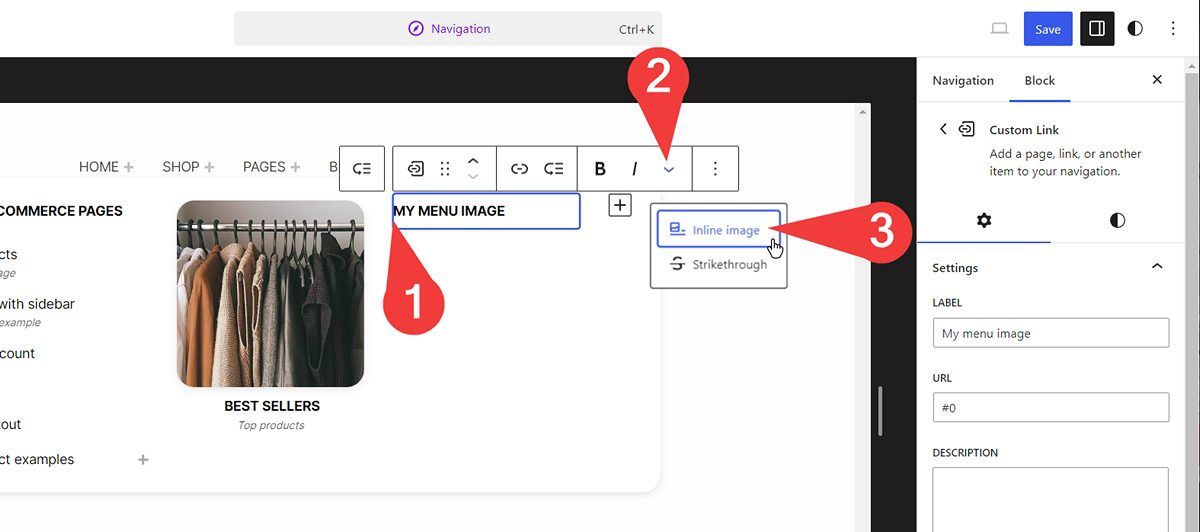 Navigation
Ctrl+K
Save
2
Navigation
Block
Custom Link
Add a page, link, or another
item to your navigation.
HOME +
SHOP +
PAGES +
B
B I
COMMERCE PAGES
MY MENU IMAGE
Inline image
3
Strikethrough
1
cts
age
with sidebar
example
count
out
ct examples +
BEST SELLERS
Top products
Settings
LABEL
My menu image
URL
#0
DESCRIPTION